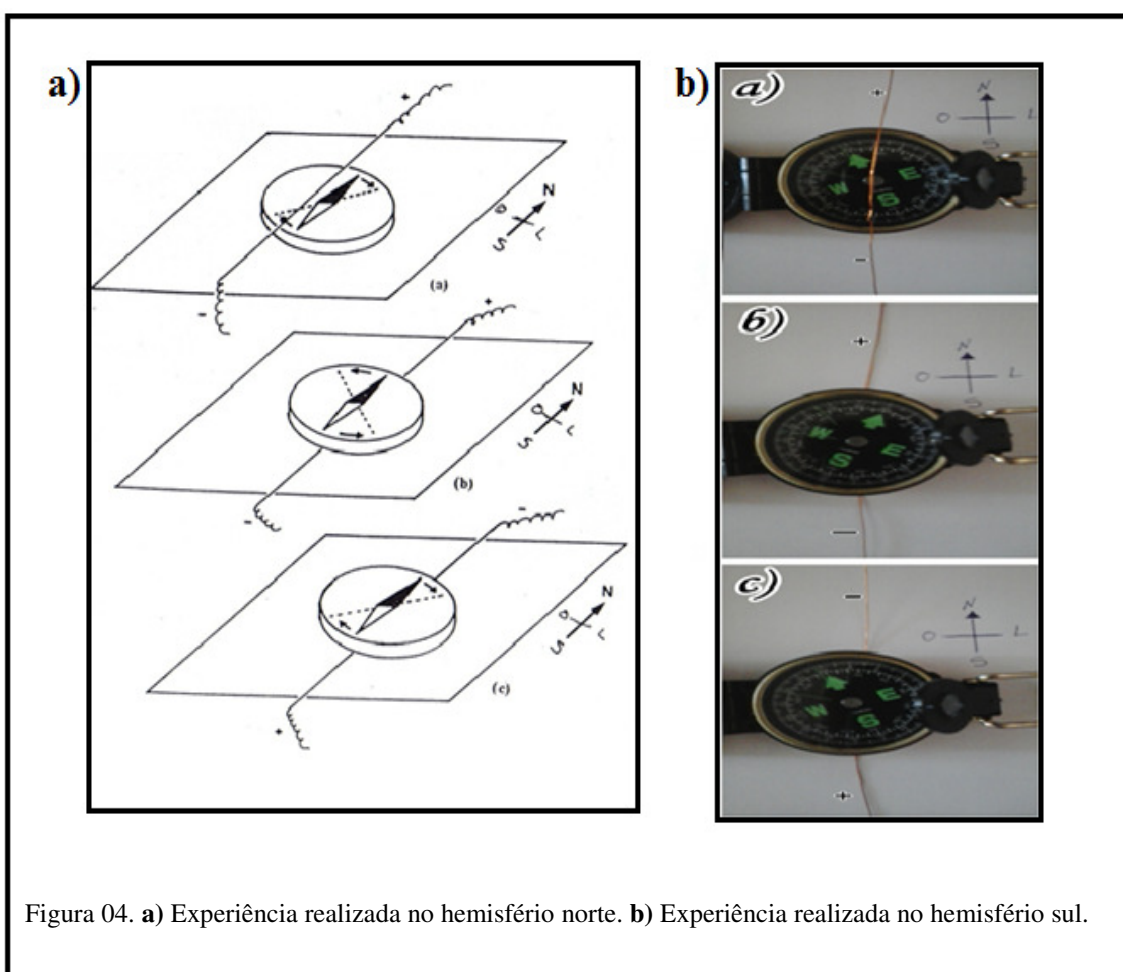 a)
+
N
O
L
S
-
(a)
+
N
O
L
S
-
(b)
-
N
O
L
S
+
(c)
b)
a)
+
N
O L
S
W E
S
-
б)
+
N
O L
S
W E
S
-
c)
-
N
O L
S
W E
S
+
Figura 04. a) Experiência realizada no hemisfério norte. b) Experiência realizada no hemisfério sul.